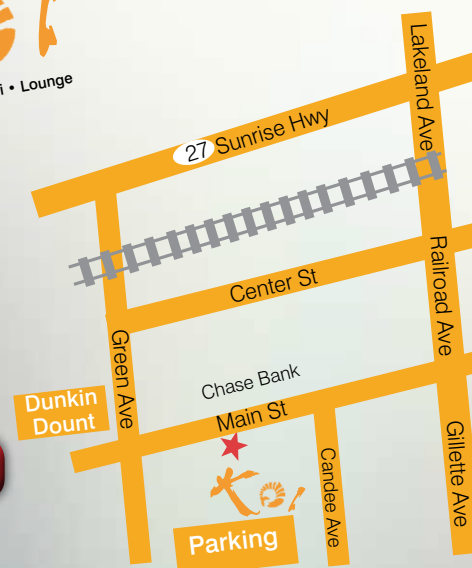 i • Lounge
Lakeland Ave
27 Sunrise Hwy
Center St
Railroad Ave
Green Ave
Chase Bank
Dunkin
Dount
Main St
Koi
Candee Ave
Gillette Ave
Parking